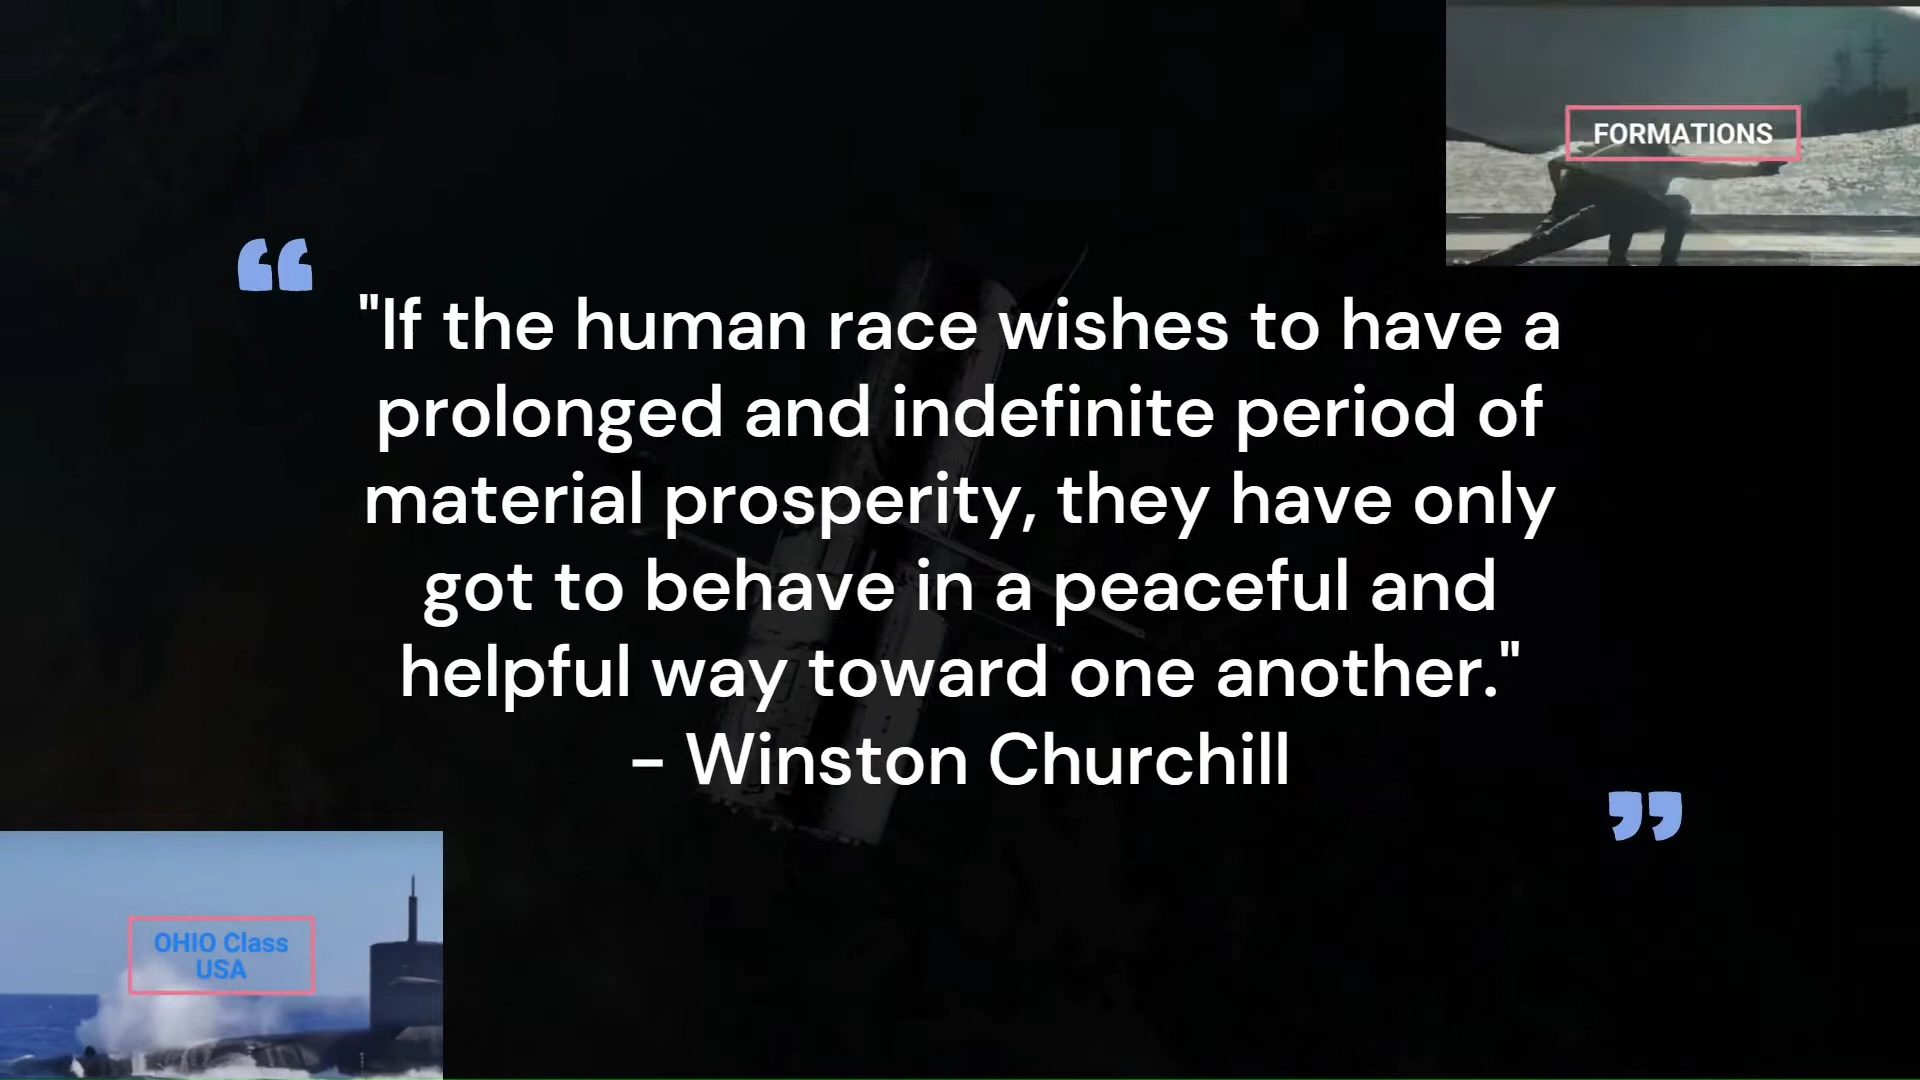 FORMATIONS
"If the human race wishes to have a
prolonged and indefinite period of
material prosperity, they have only
got to behave in a peaceful and
helpful way toward one another."
- Winston Churchill
OHIO Class
USA